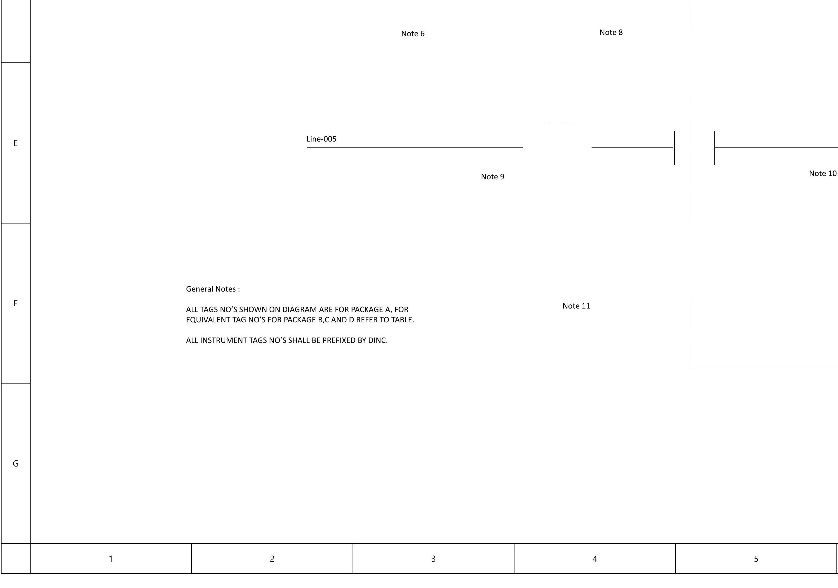 Note 6
Note 8
E
Line-005
Note 9
Note 10
General Notes :
F
ALL TAGS NO'S SHOWN ON DIAGRAM ARE FOR PACKAGE A, FOR
Note 11
EQUIVALENT TAG NO'S FOR PACKAGE B,C AND D REFER TO TABLE.
ALL INSTRUMENT TAGS NO'S SHALL BE PREFIXED BY DINC.
G
1
2
3
4
5